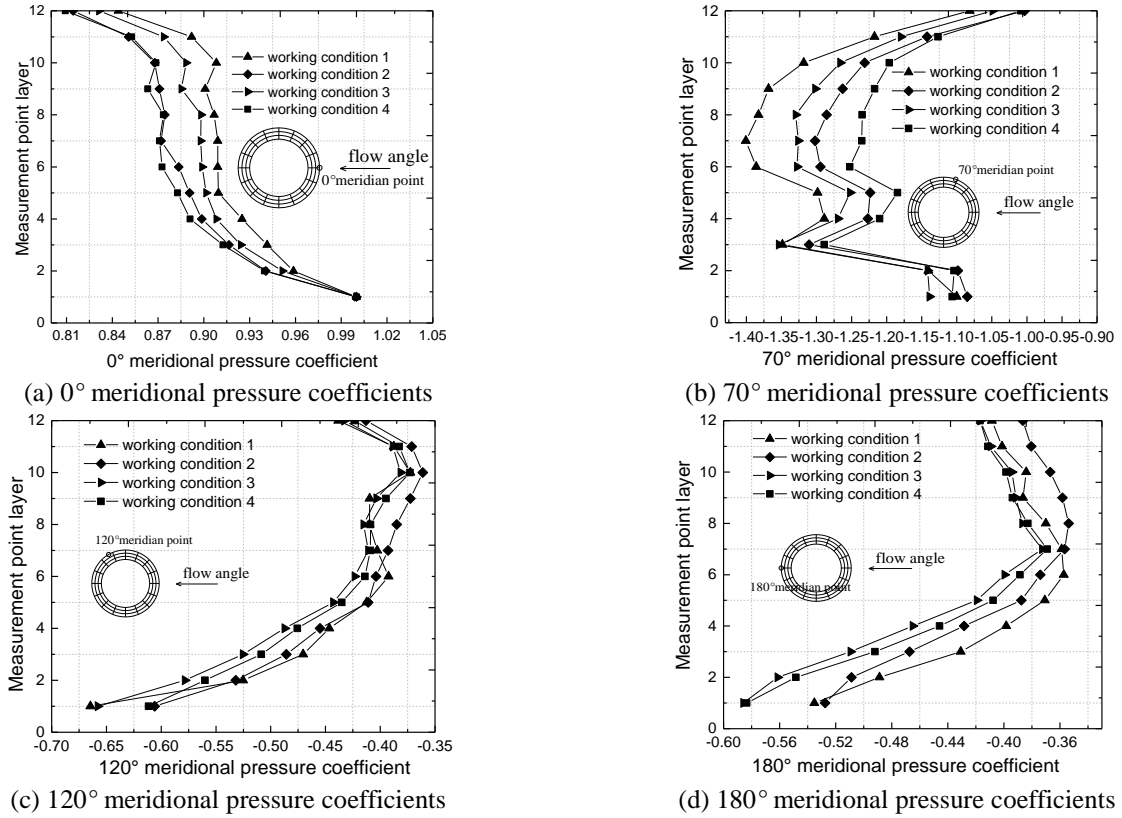 12
10
8
6
4
2
0
Measurement point layer
working condition 1
working condition 2
working condition 3
working condition 4
flow angle
0°meridian point
0.81 0.84 0.87 0.90 0.93 0.96 0.99 1.02 1.05
0° meridional pressure coefficient
(a) 0° meridional pressure coefficients
12
10
8
6
4
2
0
Measurement point layer
working condition 1
working condition 2
working condition 3
working condition 4
70°meridian point
flow angle
-1.40 -1.35 -1.30 -1.25 -1.20 -1.15 -1.10 -1.05 -1.00 -0.95 -0.90
70° meridional pressure coefficient
(b) 70° meridional pressure coefficients
12
10
8
6
4
2
0
Measurement point layer
working condition 1
working condition 2
working condition 3
working condition 4
120°meridian point
flow angle
-0.70 -0.65 -0.60 -0.55 -0.50 -0.45 -0.40 -0.35
120° meridional pressure coefficient
(c) 120° meridional pressure coefficients
12
10
8
6
4
2
0
Measurement point layer
working condition 1
working condition 2
working condition 3
working condition 4
flow angle
180°meridian point
-0.60 -0.56 -0.52 -0.48 -0.44 -0.40 -0.36
180° meridional pressure coefficient
(d) 180° meridional pressure coefficients